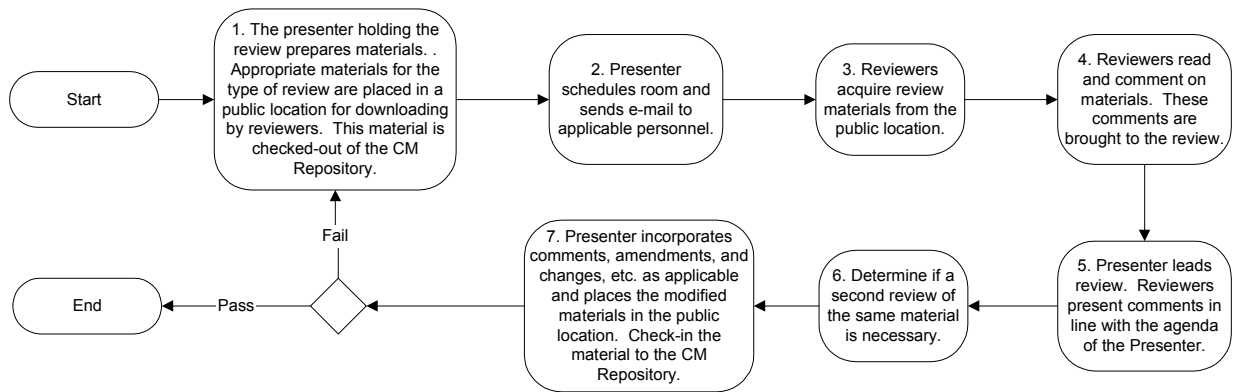 Start
1. The presenter holding the
review prepares materials. .
Appropriate materials for the
type of review are placed in a
public location for downloading
by reviewers.  This material is
checked-out of the CM
Repository.
2. Presenter
schedules room and
sends e-mail to
applicable personnel.
3. Reviewers
acquire review
materials from the
public location.
4. Reviewers read
and comment on
materials.  These
comments are
brought to the review.
5. Presenter leads
review.  Reviewers
present comments in
line with the agenda
of the Presenter.
6. Determine if a
second review of
the same material
is necessary.
7. Presenter incorporates
comments, amendments, and
changes, etc. as applicable
and places the modified
materials in the public
location.  Check-in the
material to the CM
Repository.
Fail
Pass
End